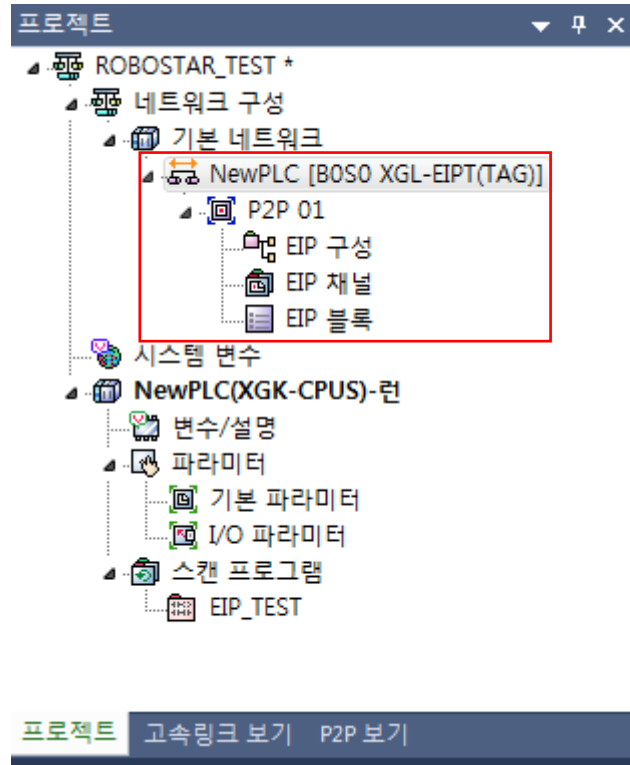 프로젝트
ROBOSTAR_TEST *
네트워크 구성
기본 네트워크
NewPLC [B0S0 XGL-EIPT(TAG)]
P2P 01
EIP 구성
EIP 채널
EIP 블록
시스템 변수
NewPLC(XGK-CPUS)-런
변수/설명
파라미터
기본 파라미터
I/O 파라미터
스캔 프로그램
EIP_TEST
프로젝트 고속링크 보기 P2P 보기